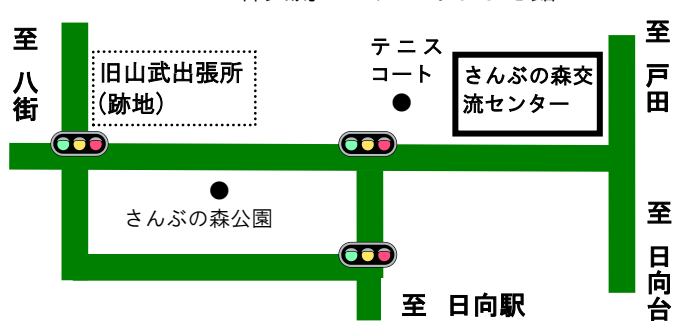 至 八街
旧山武出張所
(跡地)
テニス
コート
さんぶの森交
流センター
至 戸田
さんぶの森公園
至 日向台
至 日向駅